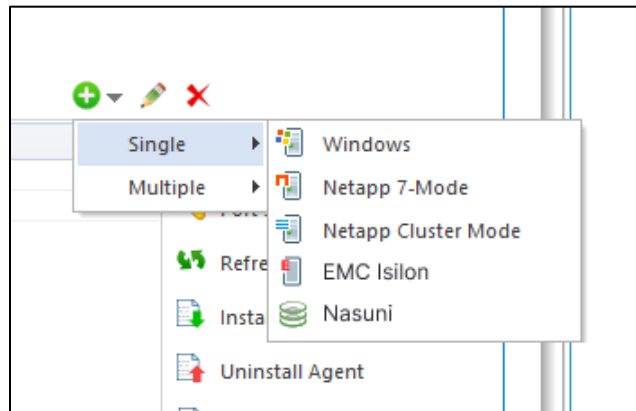 Single
Multiple
Windows
Netapp 7-Mode
Netapp Cluster Mode
EMC Isilon
Nasuni
Uninstall Agent